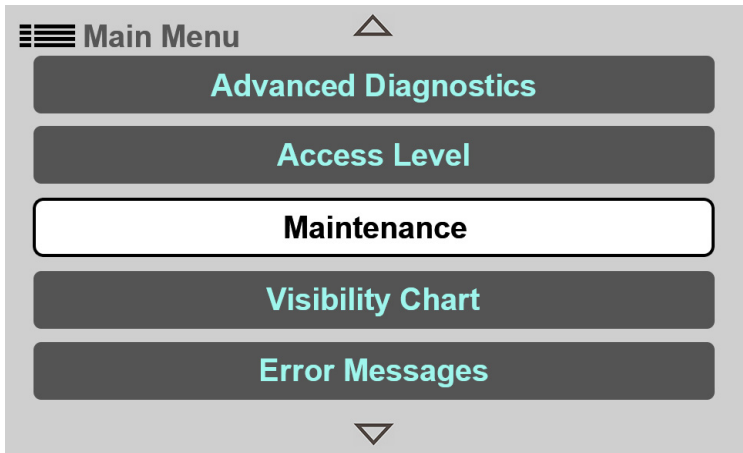 Main Menu
Advanced Diagnostics
Access Level
Maintenance
Visibility Chart
Error Messages